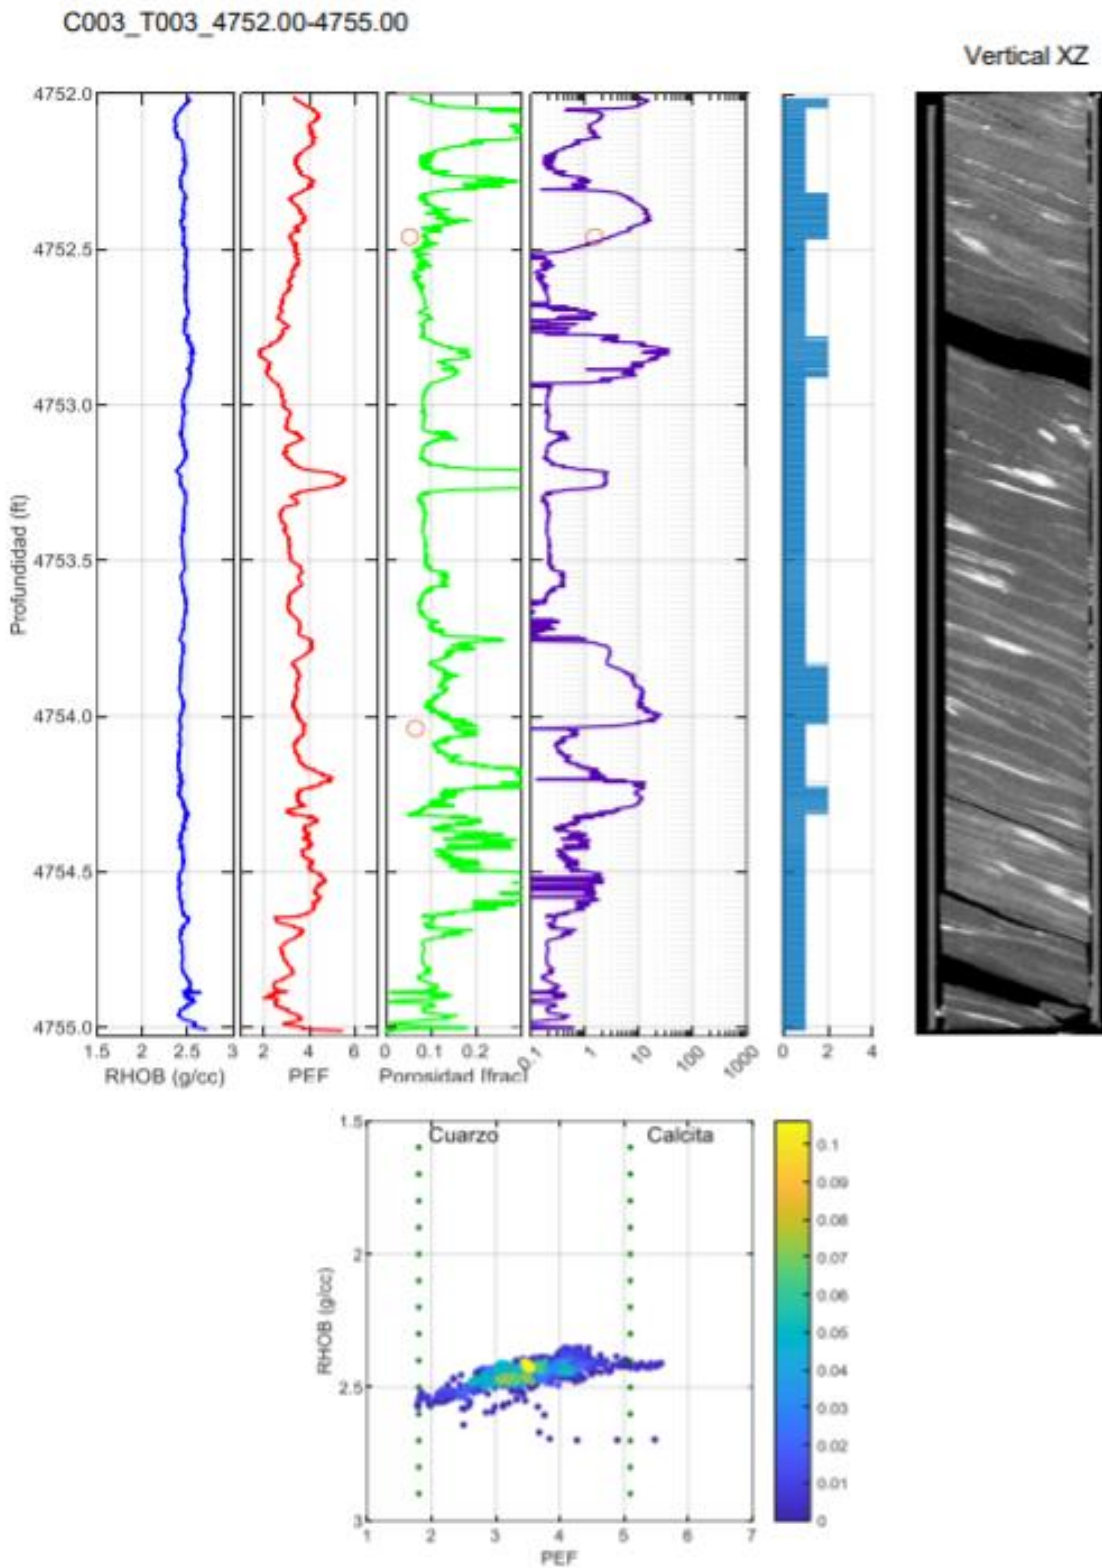 C003_T003_4752.00-4755.00
Vertical XZ
4752.0
4752.5
4753.0
4753.5
4754.0
4754.5
4755.0
Profundidad (ft)
1.5 2 2.5 3
RHOB (g/cc)
2 4 6
PEF
0 0.1 0.2
Porosidad [frac]
0.1 1 10 100 1000
0 2 4
Cuarzo Calcita
1.5
2
2.5
3
RHOB (g/cc)
1 2 3 4 5 6 7
PEF
0.1
0.09
0.08
0.07
0.06
0.05
0.04
0.03
0.02
0.01
0